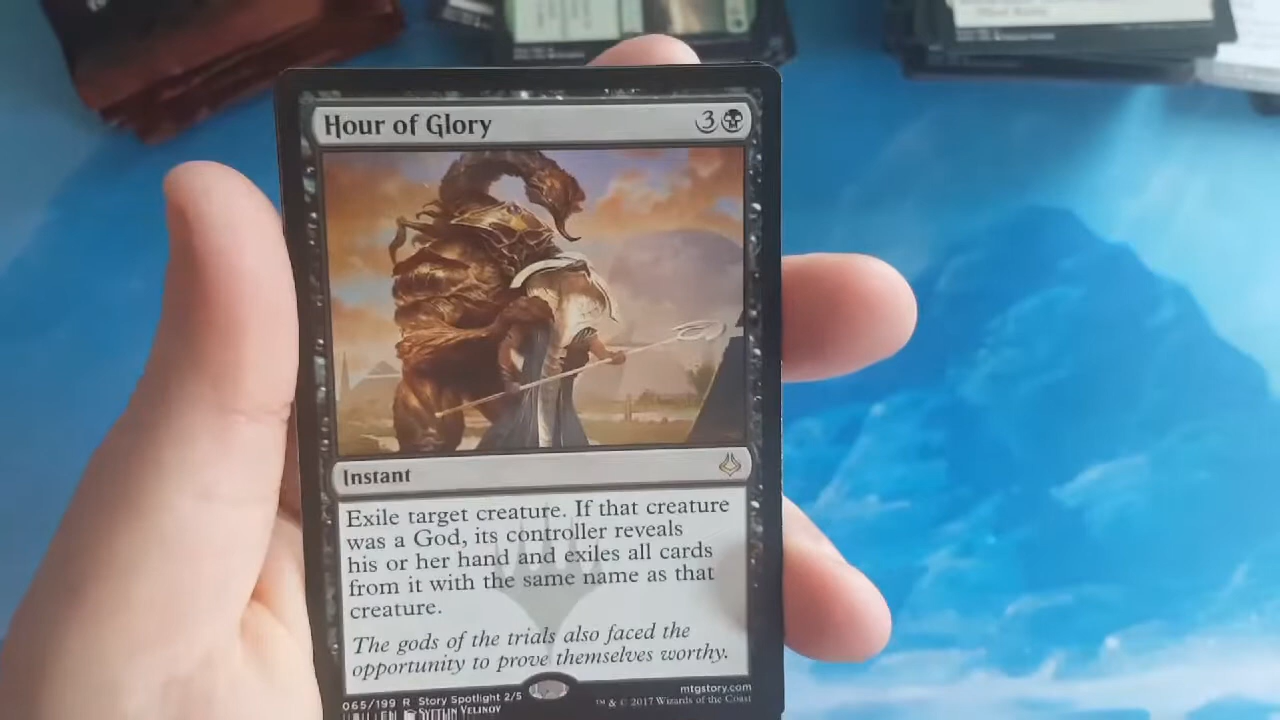 Hour of Glory 3
Instant
Exile target creature. If that creature
was a God, its controller reveals
his or her hand and exiles all cards
from it with the same name as that
creature.
The gods of the trials also faced the
opportunity to prove themselves worthy.
065/199 R Story Spotlight 2/5 mtgstory.com
™ & © 2017 Wizards of the Coast